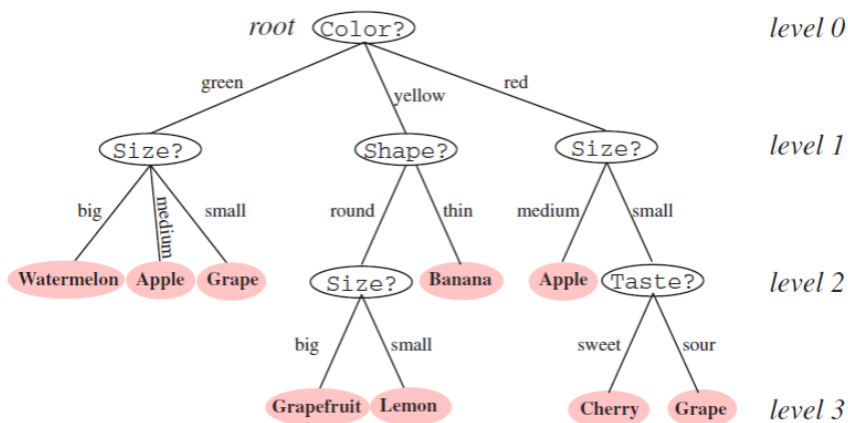 root Color? level 0
green yellow red
Size? Shape? Size? level 1
big medium small round thin medium small
Watermelon Apple Grape Size? Banana Apple Taste? level 2
big small sweet sour
Grapefruit Lemon Cherry Grape level 3